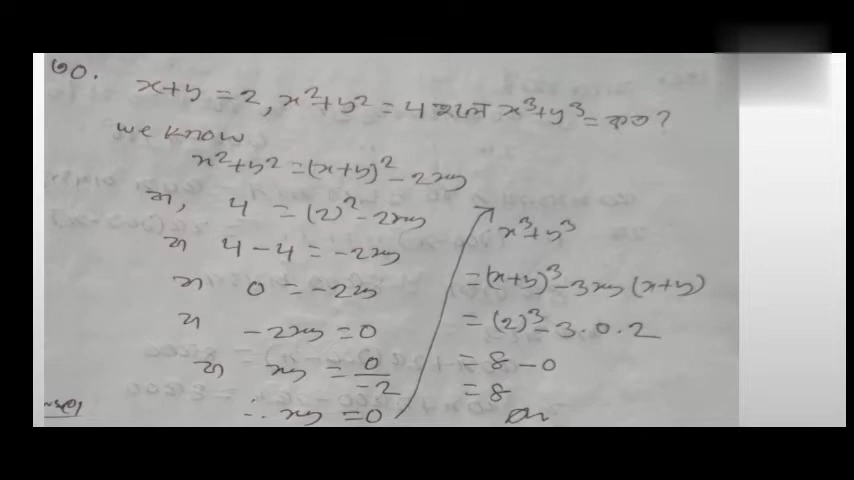 ৩০.
x+y = 2, x²+y² = 4 হলে x³+y³ = কত?
we know
x²+y² = (x+y)² - 2xy
বা, 4 = (2)² - 2xy
বা 4 - 4 = -2xy
বা 0 = -2xy
বা -2xy = 0
বা xy = 0/-2
∴ xy = 0
x³+y³
= (x+y)³ - 3xy (x+y)
= (2)³ - 3.0.2
= 8 - 0
= 8